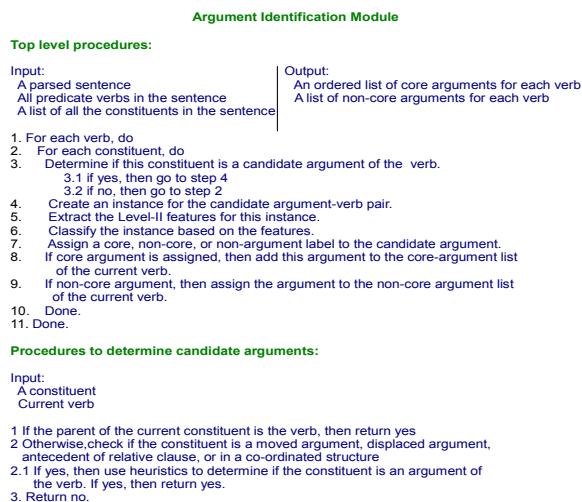 Argument Identification Module
Top level procedures:
Input:
A parsed sentence
All predicate verbs in the sentence
A list of all the constituents in the sentence
Output:
An ordered list of core arguments for each verb
A list of non-core arguments for each verb
1. For each verb, do
2. For each constituent, do
3. Determine if this constituent is a candidate argument of the verb.
3.1 if yes, then go to step 4
3.2 if no, then go to step 2
4. Create an instance for the candidate argument-verb pair.
5. Extract the Level-II features for this instance.
6. Classify the instance based on the features.
7. Assign a core, non-core, or non-argument label to the candidate argument.
8. If core argument is assigned, then add this argument to the core-argument list
of the current verb.
9. If non-core argument, then assign the argument to the non-core argument list
of the current verb.
10. Done.
11. Done.
Procedures to determine candidate arguments:
Input:
A constituent
Current verb
1 If the parent of the current constituent is the verb, then return yes
2 Otherwise,check if the constituent is a moved argument, displaced argument,
antecedent of relative clause, or in a co-ordinated structure
2.1 If yes, then use heuristics to determine if the constituent is an argument of
the verb. If yes, then return yes.
3. Return no.